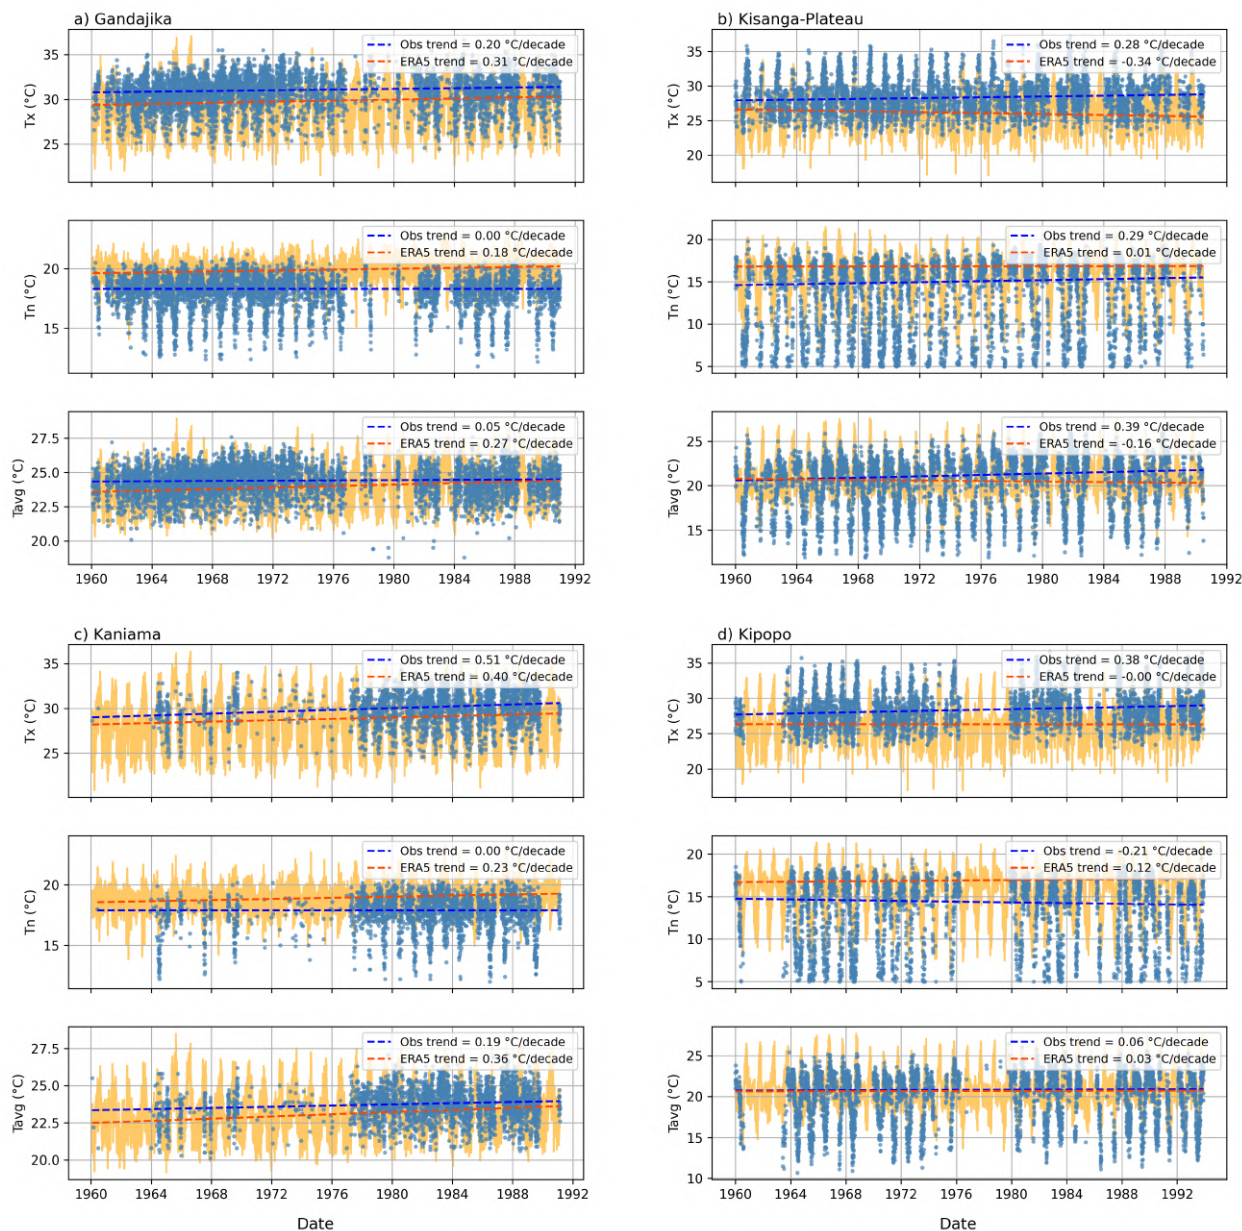 a) Gandajika
Obs trend = 0.20 °C/decade
ERA5 trend = 0.31 °C/decade
Tx (°C)
35
30
25
Obs trend = 0.00 °C/decade
ERA5 trend = 0.18 °C/decade
Tn (°C)
20
15
Obs trend = 0.05 °C/decade
ERA5 trend = 0.27 °C/decade
Tavg (°C)
27.5
25.0
22.5
20.0
1960 1964 1968 1972 1976 1980 1984 1988 1992
b) Kisanga-Plateau
Obs trend = 0.28 °C/decade
ERA5 trend = -0.34 °C/decade
Tx (°C)
35
30
25
20
Obs trend = 0.29 °C/decade
ERA5 trend = 0.01 °C/decade
Tn (°C)
20
15
10
5
Obs trend = 0.39 °C/decade
ERA5 trend = -0.16 °C/decade
Tavg (°C)
25
20
15
1960 1964 1968 1972 1976 1980 1984 1988 1992
c) Kaniama
Obs trend = 0.51 °C/decade
ERA5 trend = 0.40 °C/decade
Tx (°C)
35
30
25
Obs trend = 0.00 °C/decade
ERA5 trend = 0.23 °C/decade
Tn (°C)
20
15
Obs trend = 0.19 °C/decade
ERA5 trend = 0.36 °C/decade
Tavg (°C)
27.5
25.0
22.5
20.0
1960 1964 1968 1972 1976 1980 1984 1988 1992
Date
d) Kipopo
Obs trend = 0.38 °C/decade
ERA5 trend = -0.00 °C/decade
Tx (°C)
35
30
25
20
Obs trend = -0.21 °C/decade
ERA5 trend = 0.12 °C/decade
Tn (°C)
20
15
10
5
Obs trend = 0.06 °C/decade
ERA5 trend = 0.03 °C/decade
Tavg (°C)
25
20
15
10
1960 1964 1968 1972 1976 1980 1984 1988 1992
Date